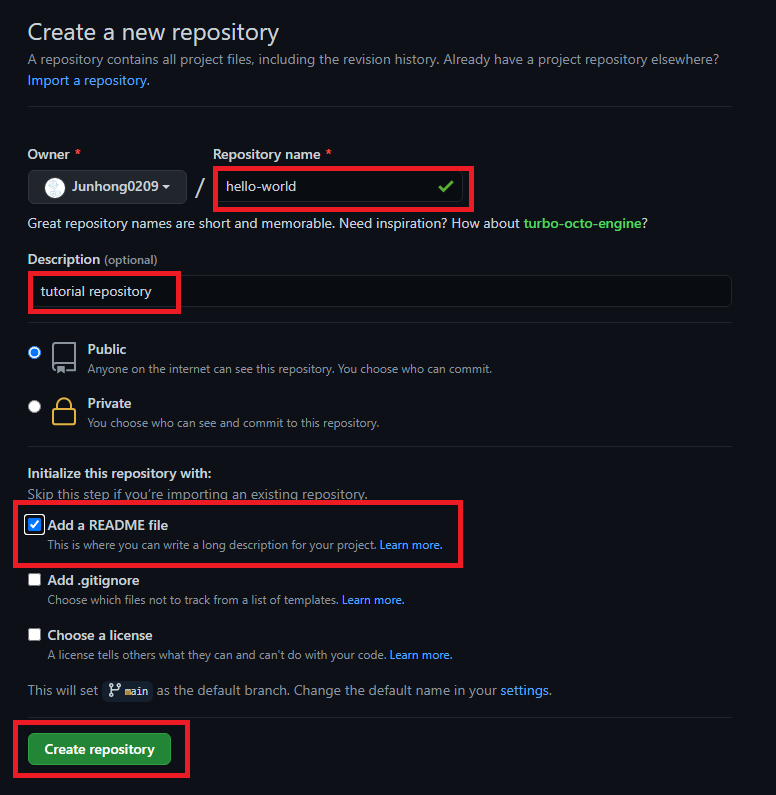 Create a new repository
A repository contains all project files, including the revision history. Already have a project repository elsewhere?
Import a repository.
Owner * Repository name *
Junhong0209 / hello-world
Great repository names are short and memorable. Need inspiration? How about turbo-octo-engine?
Description (optional)
tutorial repository
Public
Anyone on the internet can see this repository. You choose who can commit.
Private
You choose who can see and commit to this repository.
Initialize this repository with:
Skip this step if you're importing an existing repository.
Add a README file
This is where you can write a long description for your project. Learn more.
Add .gitignore
Choose which files not to track from a list of templates. Learn more.
Choose a license
A license tells others what they can and can't do with your code. Learn more.
This will set main as the default branch. Change the default name in your settings.
Create repository